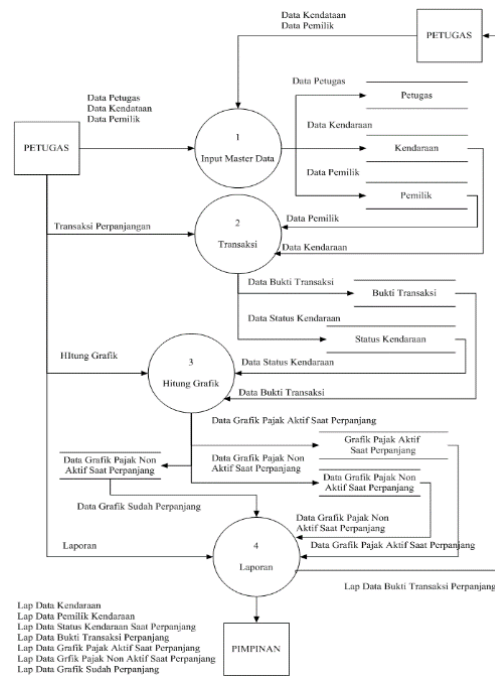 Data Kendataan
Data Pemilik
PETUGAS
Data Petugas
Data Kendataan
Data Pemilik
PETUGAS
1
Input Master Data
Data Petugas
Petugas
Data Kendaraan
Kendaraan
Data Pemilik
Pemilik
Transaksi Perpanjangan
2
Transaksi
Data Pemilik
Data Kendaraan
Data Bukti Transaksi
Bukti Transaksi
Data Status Kendaraan
Status Kendaraan
HItung Grafik
3
Hitung Grafik
Data Status Kendaraan
Data Bukti Transaksi
Data Grafik Pajak Aktif Saat Perpanjang
Grafik Pajak Aktif
Saat Perpanjang
Data Grafik Pajak Non
Aktif Saat Perpanjang
Data Grafik Pajak Non
Aktif Saat Perpanjang
Data Grafik Pajak Non
Aktif Saat Perpanjang
Data Grafik Sudah Perpanjang
Data Grafik Pajak Non
Aktif Saat Perpanjang
Data Grafik Pajak Aktif Saat Perpanjang
Laporan
4
Laporan
Lap Data Bukti Transaksi Perpanjang
Lap Data Kendaraan
Lap Data Pemilik Kendaraan
Lap Data Status Kendaraan Saat Perpanjang
Lap Data Bukti Transaksi Perpanjang
Lap Data Grafik Pajak Aktif Saat Perpanjang
Lap Data Grfik Pajak Non Aktif Saat Perpanjang
Lap Data Grafik Sudah Perpanjang
PIMPINAN